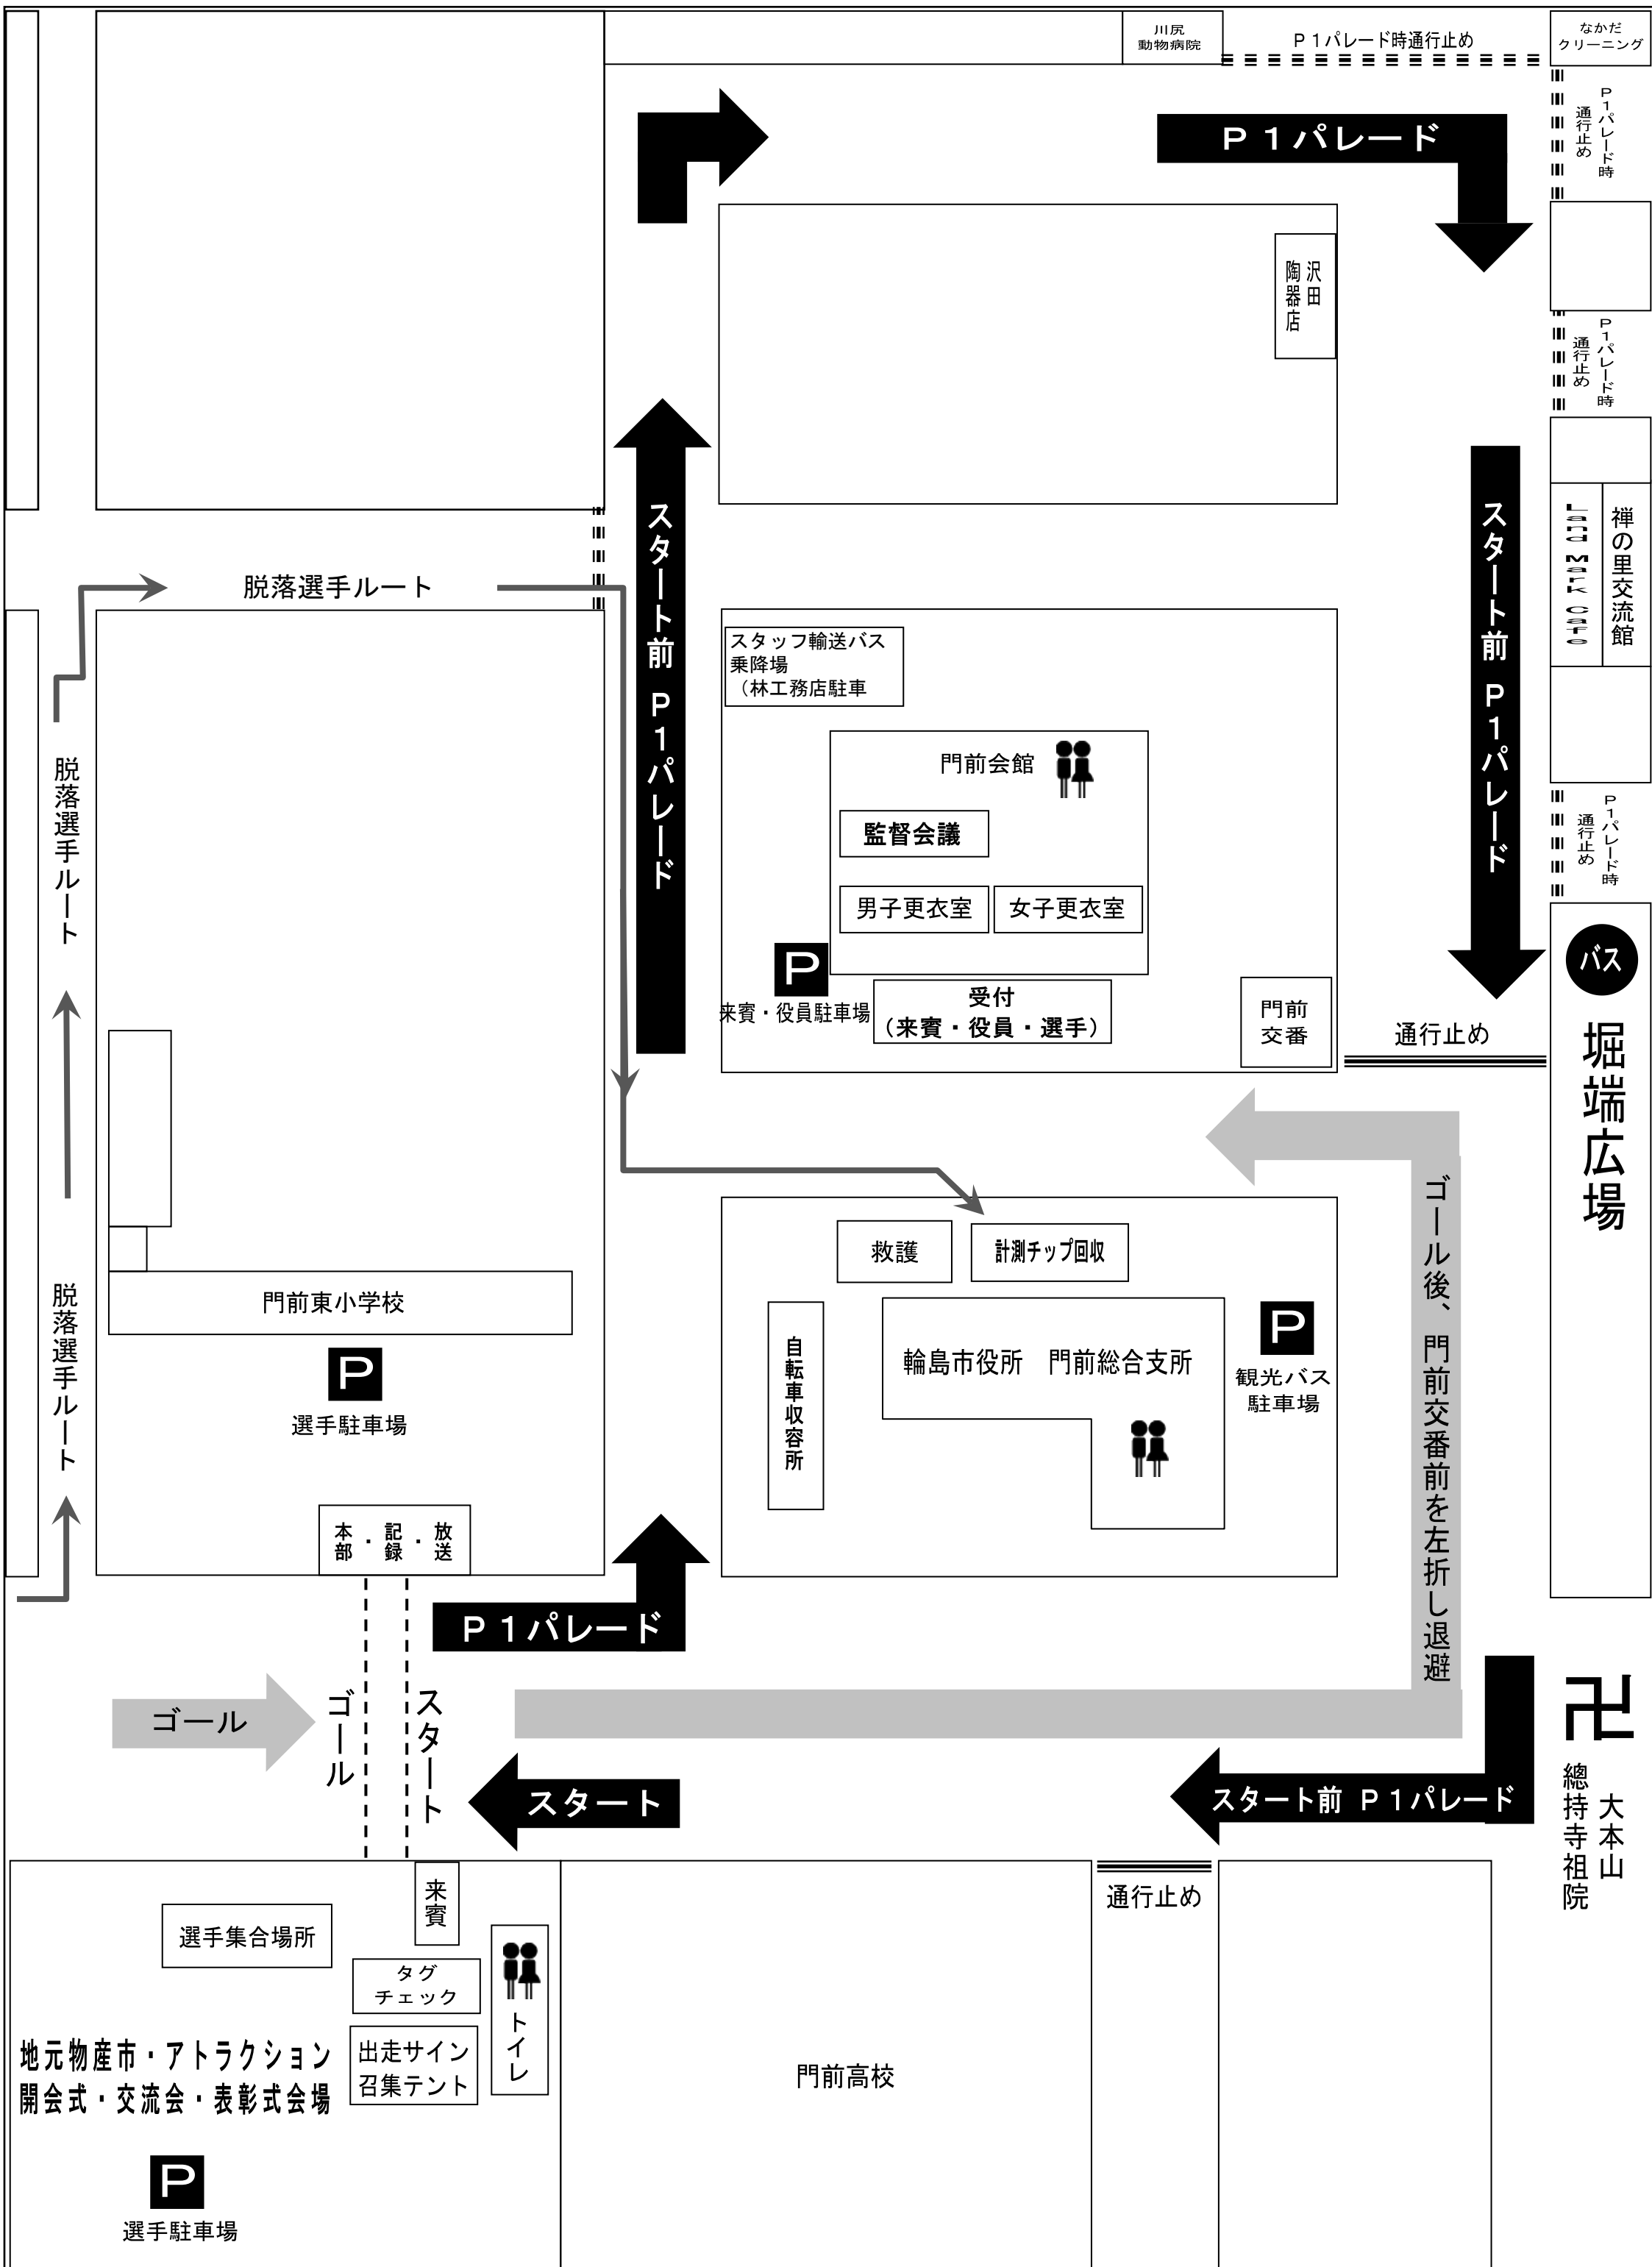 川尻
動物病院
Ｐ１パレード時通行止め
なかだ
クリーニング
Ｐ１パレード時
通行止め
Ｐ１パレード
沢田
陶器店
Ｐ１パレード時
通行止め
スタート前 Ｐ１パレード
スタート前 Ｐ１パレード
禅の里交流館
Land Mark Cafe
脱落選手ルート
スタッフ輸送バス
乗降場
（林工務店駐車
門前会館
監督会議
男子更衣室
女子更衣室
脱落選手ルート
Ｐ１パレード時
通行止め
P
来賓・役員駐車場
受付
（来賓・役員・選手）
門前
交番
通行止め
バス
堀端広場
ゴール後、門前交番前を左折し退避
救護
計測チップ回収
門前東小学校
P
選手駐車場
自転車収容所
輪島市役所　門前総合支所
P
観光バス
駐車場
脱落選手ルート
本部・記録・放送
Ｐ１パレード
ゴール
ゴール
スタート
スタート
スタート前 Ｐ１パレード
卍
大本山
總持寺祖院
来賓
選手集合場所
タグ
チェック
トイレ
出走サイン
召集テント
地元物産市・アトラクション
開会式・交流会・表彰式会場
P
選手駐車場
門前高校
通行止め